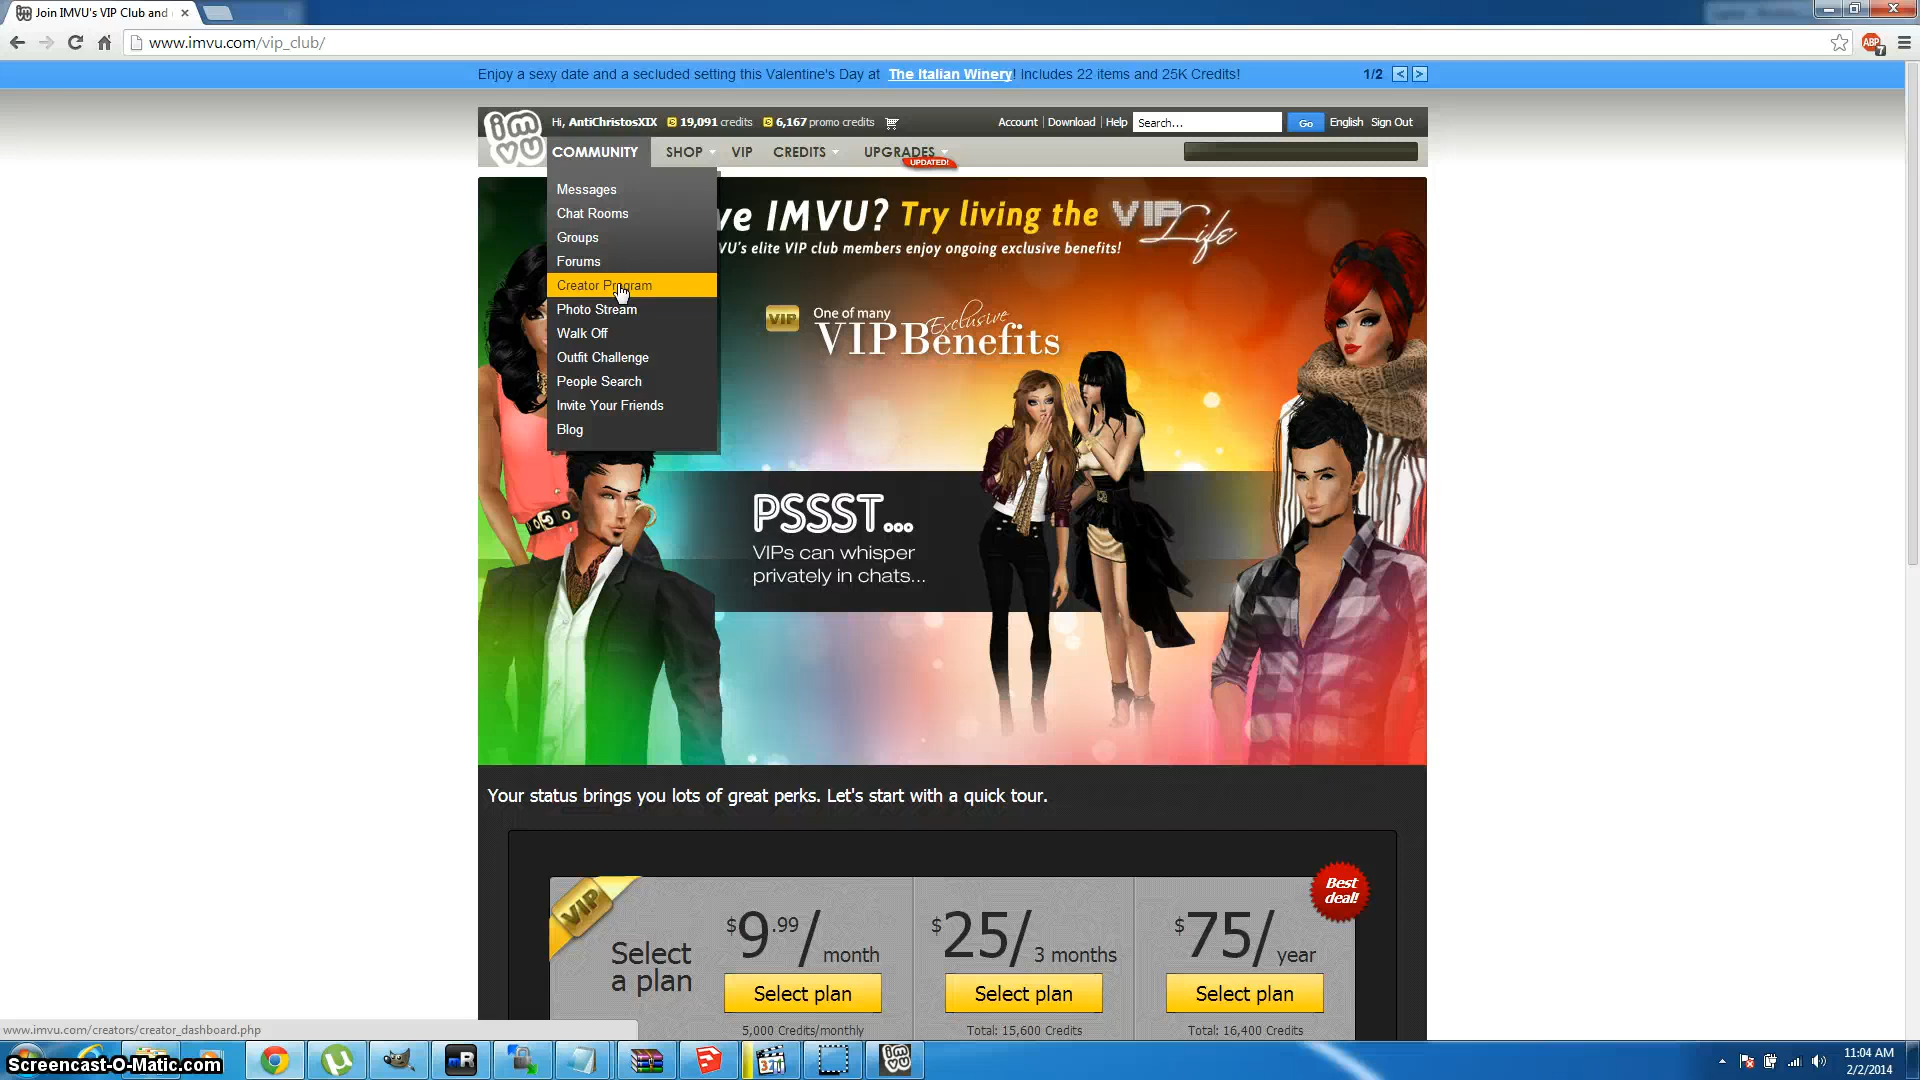 Join IMVU's VIP Club and
www.imvu.com/vip_club/
ABP
7
Enjoy a sexy date and a secluded setting this Valentine's Day at The Italian Winery! Includes 22 items and 25K Credits!
1/2 < >
imvu
Hi, AntiChristosXIX 19,091 credits 6,167 promo credits
Account | Download | Help Search... Go English Sign Out
COMMUNITY SHOP VIP CREDITS UPGRADES
UPDATED!
Messages
Chat Rooms
Groups
Forums
Creator Program
Photo Stream
Walk Off
Outfit Challenge
People Search
Invite Your Friends
Blog
ve IMVU? Try living the VIP Life
VU's elite VIP club members enjoy ongoing exclusive benefits!
VIP
One of many
VIP Exclusive Benefits
PSSST...
VIPs can whisper
privately in chats...
Your status brings you lots of great perks. Let's start with a quick tour.
Best
deal!
VIP
Select
a plan
$9.99/ month
Select plan
5,000 Credits/monthly
$25/ 3 months
Select plan
Total: 15,600 Credits
$75/ year
Select plan
Total: 16,400 Credits
www.imvu.com/creators/creator_dashboard.php
Screencast-O-Matic.com
R
321
imvu
11:04 AM
2/2/2014